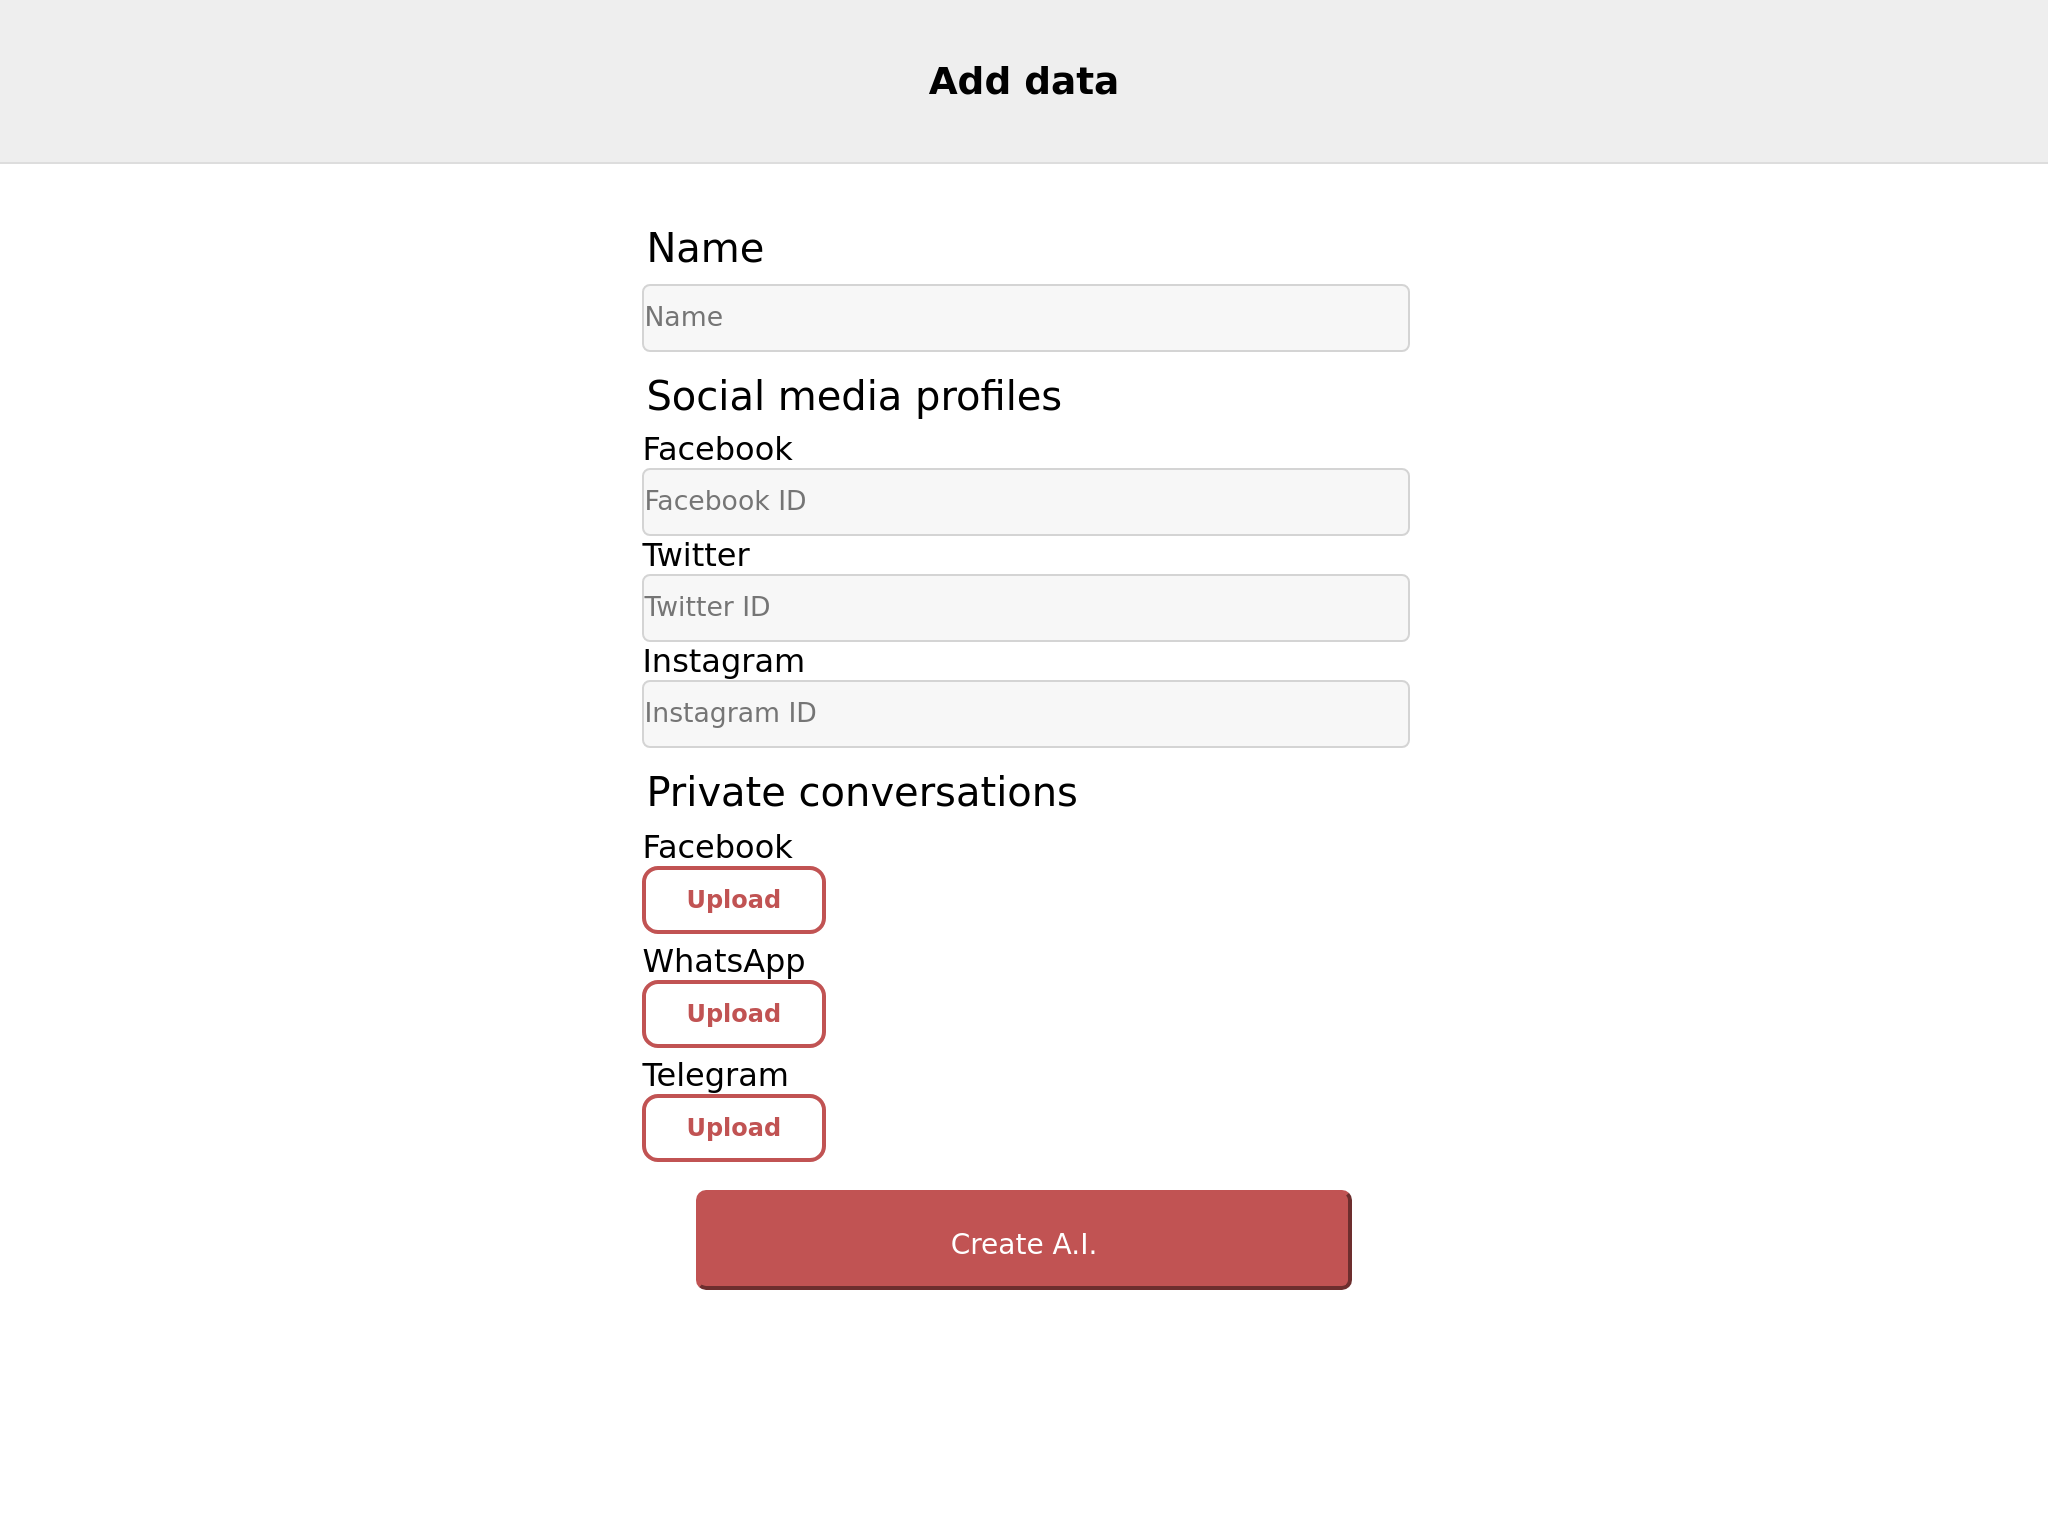 Add data
Name
Name
Social media profiles
Facebook
Facebook ID
Twitter
Twitter ID
Instagram
Instagram ID
Private conversations
Facebook
Upload
WhatsApp
Upload
Telegram
Upload
Create A.I.